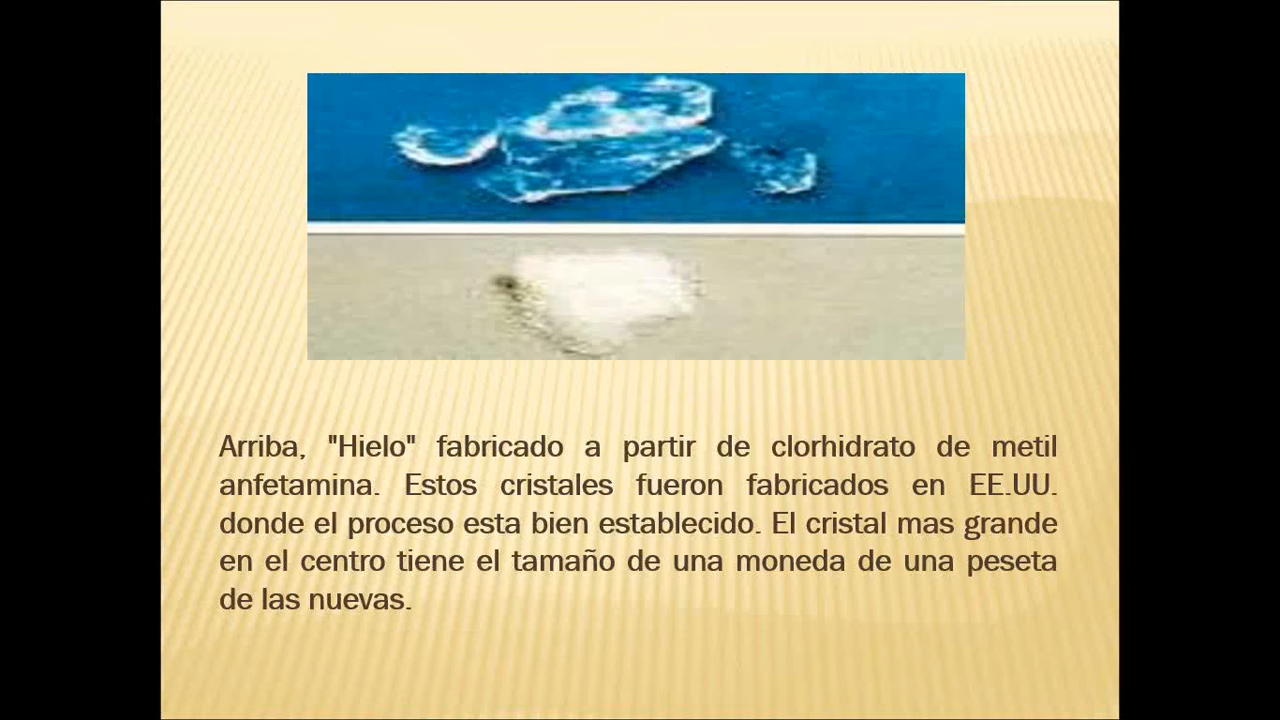 Arriba, "Hielo" fabricado a partir de clorhidrato de metil
anfetamina. Estos cristales fueron fabricados en EE.UU.
donde el proceso esta bien establecido. El cristal mas grande
en el centro tiene el tamaño de una moneda de una peseta
de las nuevas.